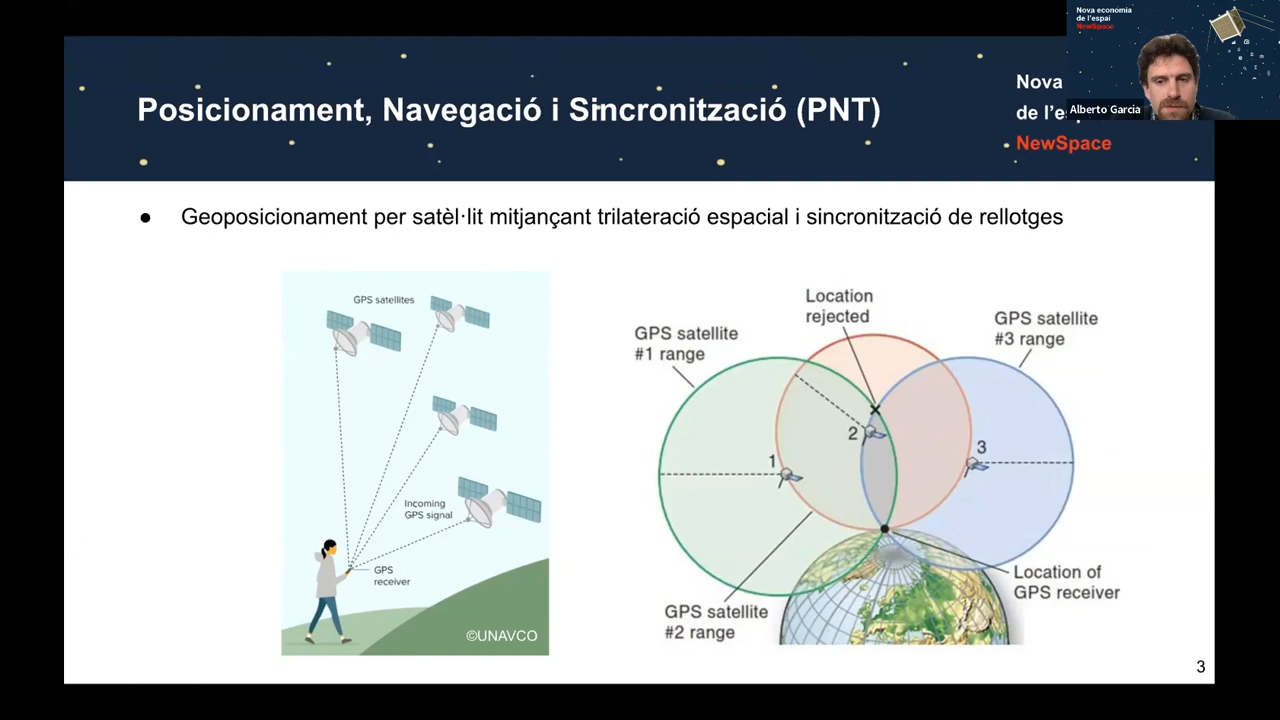 Nova economia
de l'espai
NewSpace
Alberto Garcia
Posicionament, Navegació i Sincronització (PNT)
Nova
de l'espai
NewSpace
● Geoposicionament per satèl·lit mitjançant trilateració espacial i sincronització de rellotges
GPS satellites
Incoming
GPS signal
GPS
receiver
©UNAVCO
Location
rejected
GPS satellite
#1 range
GPS satellite
#3 range
1
2
3
GPS satellite
#2 range
Location of
GPS receiver
3